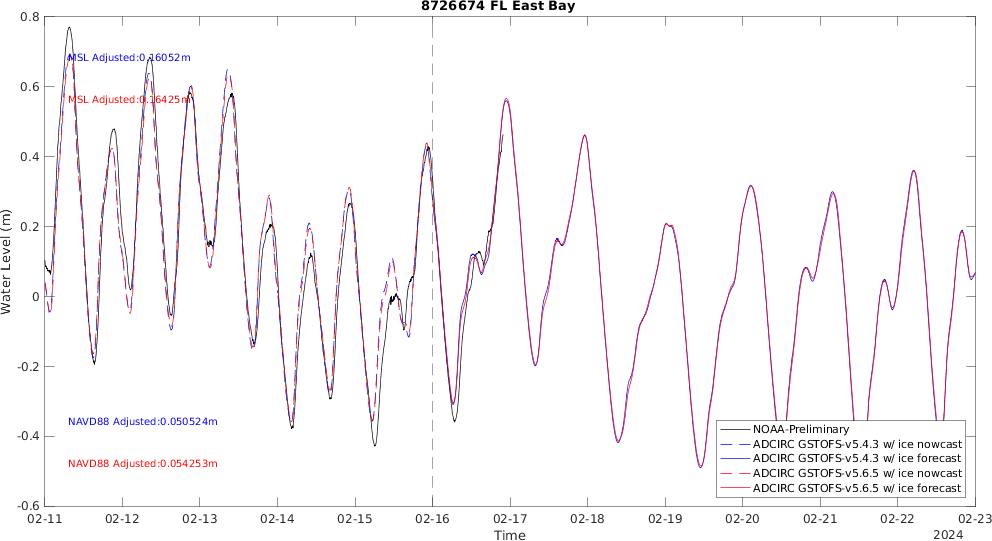 8726674 FL East Bay
0.8
0.6
0.4
0.2
0
-0.2
-0.4
-0.6
Water Level (m)
MSL Adjusted:0.16052m
MSL Adjusted:0.16425m
NAVD88 Adjusted:0.050524m
NAVD88 Adjusted:0.054253m
NOAA-Preliminary
ADCIRC GSTOFS-v5.4.3 w/ ice nowcast
ADCIRC GSTOFS-v5.4.3 w/ ice forecast
ADCIRC GSTOFS-v5.6.5 w/ ice nowcast
ADCIRC GSTOFS-v5.6.5 w/ ice forecast
02-11 02-12 02-13 02-14 02-15 02-16 02-17 02-18 02-19 02-20 02-21 02-22 02-23
Time
2024